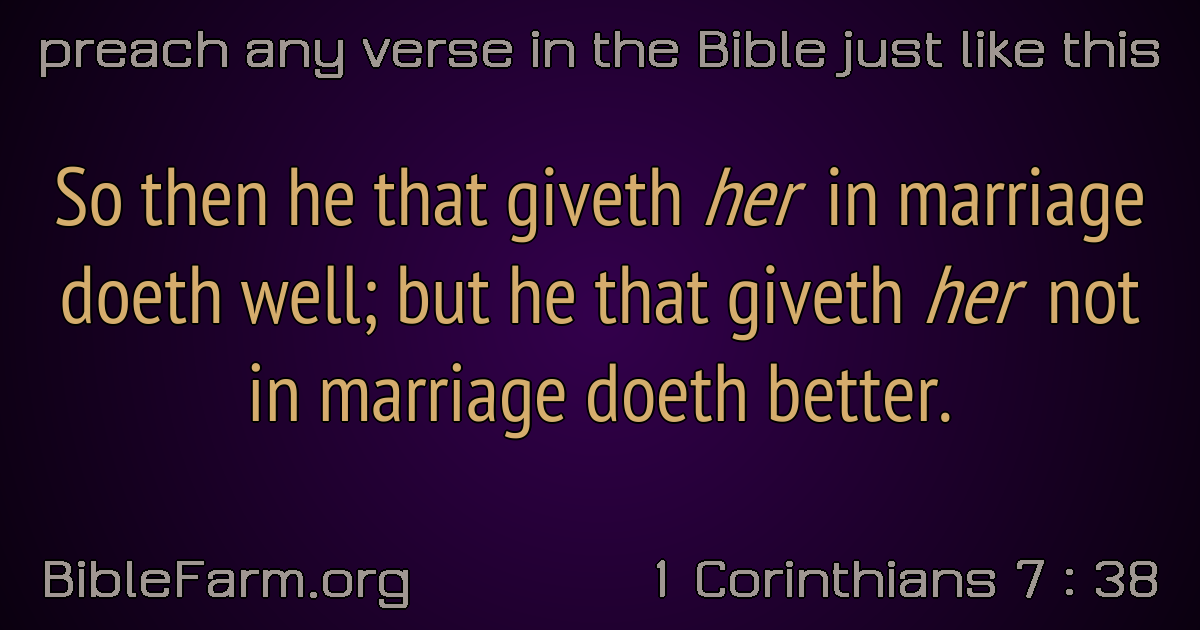 preach any verse in the Bible just like this
So then he that giveth her in marriage
doeth well; but he that giveth her not
in marriage doeth better.
BibleFarm.org
1 Corinthians 7 : 38